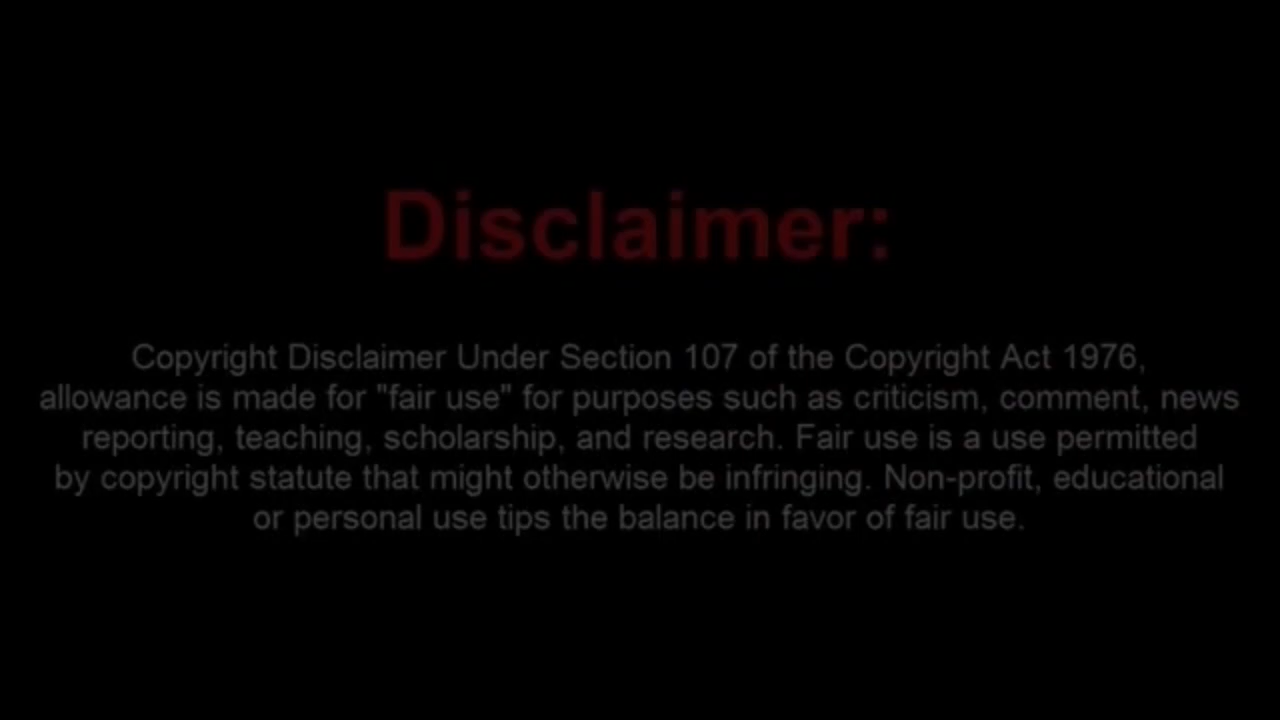 Disclaimer:
Copyright Disclaimer Under Section 107 of the Copyright Act 1976,
allowance is made for "fair use" for purposes such as criticism, comment, news
reporting, teaching, scholarship, and research. Fair use is a use permitted
by copyright statute that might otherwise be infringing. Non-profit, educational
or personal use tips the balance in favor of fair use.